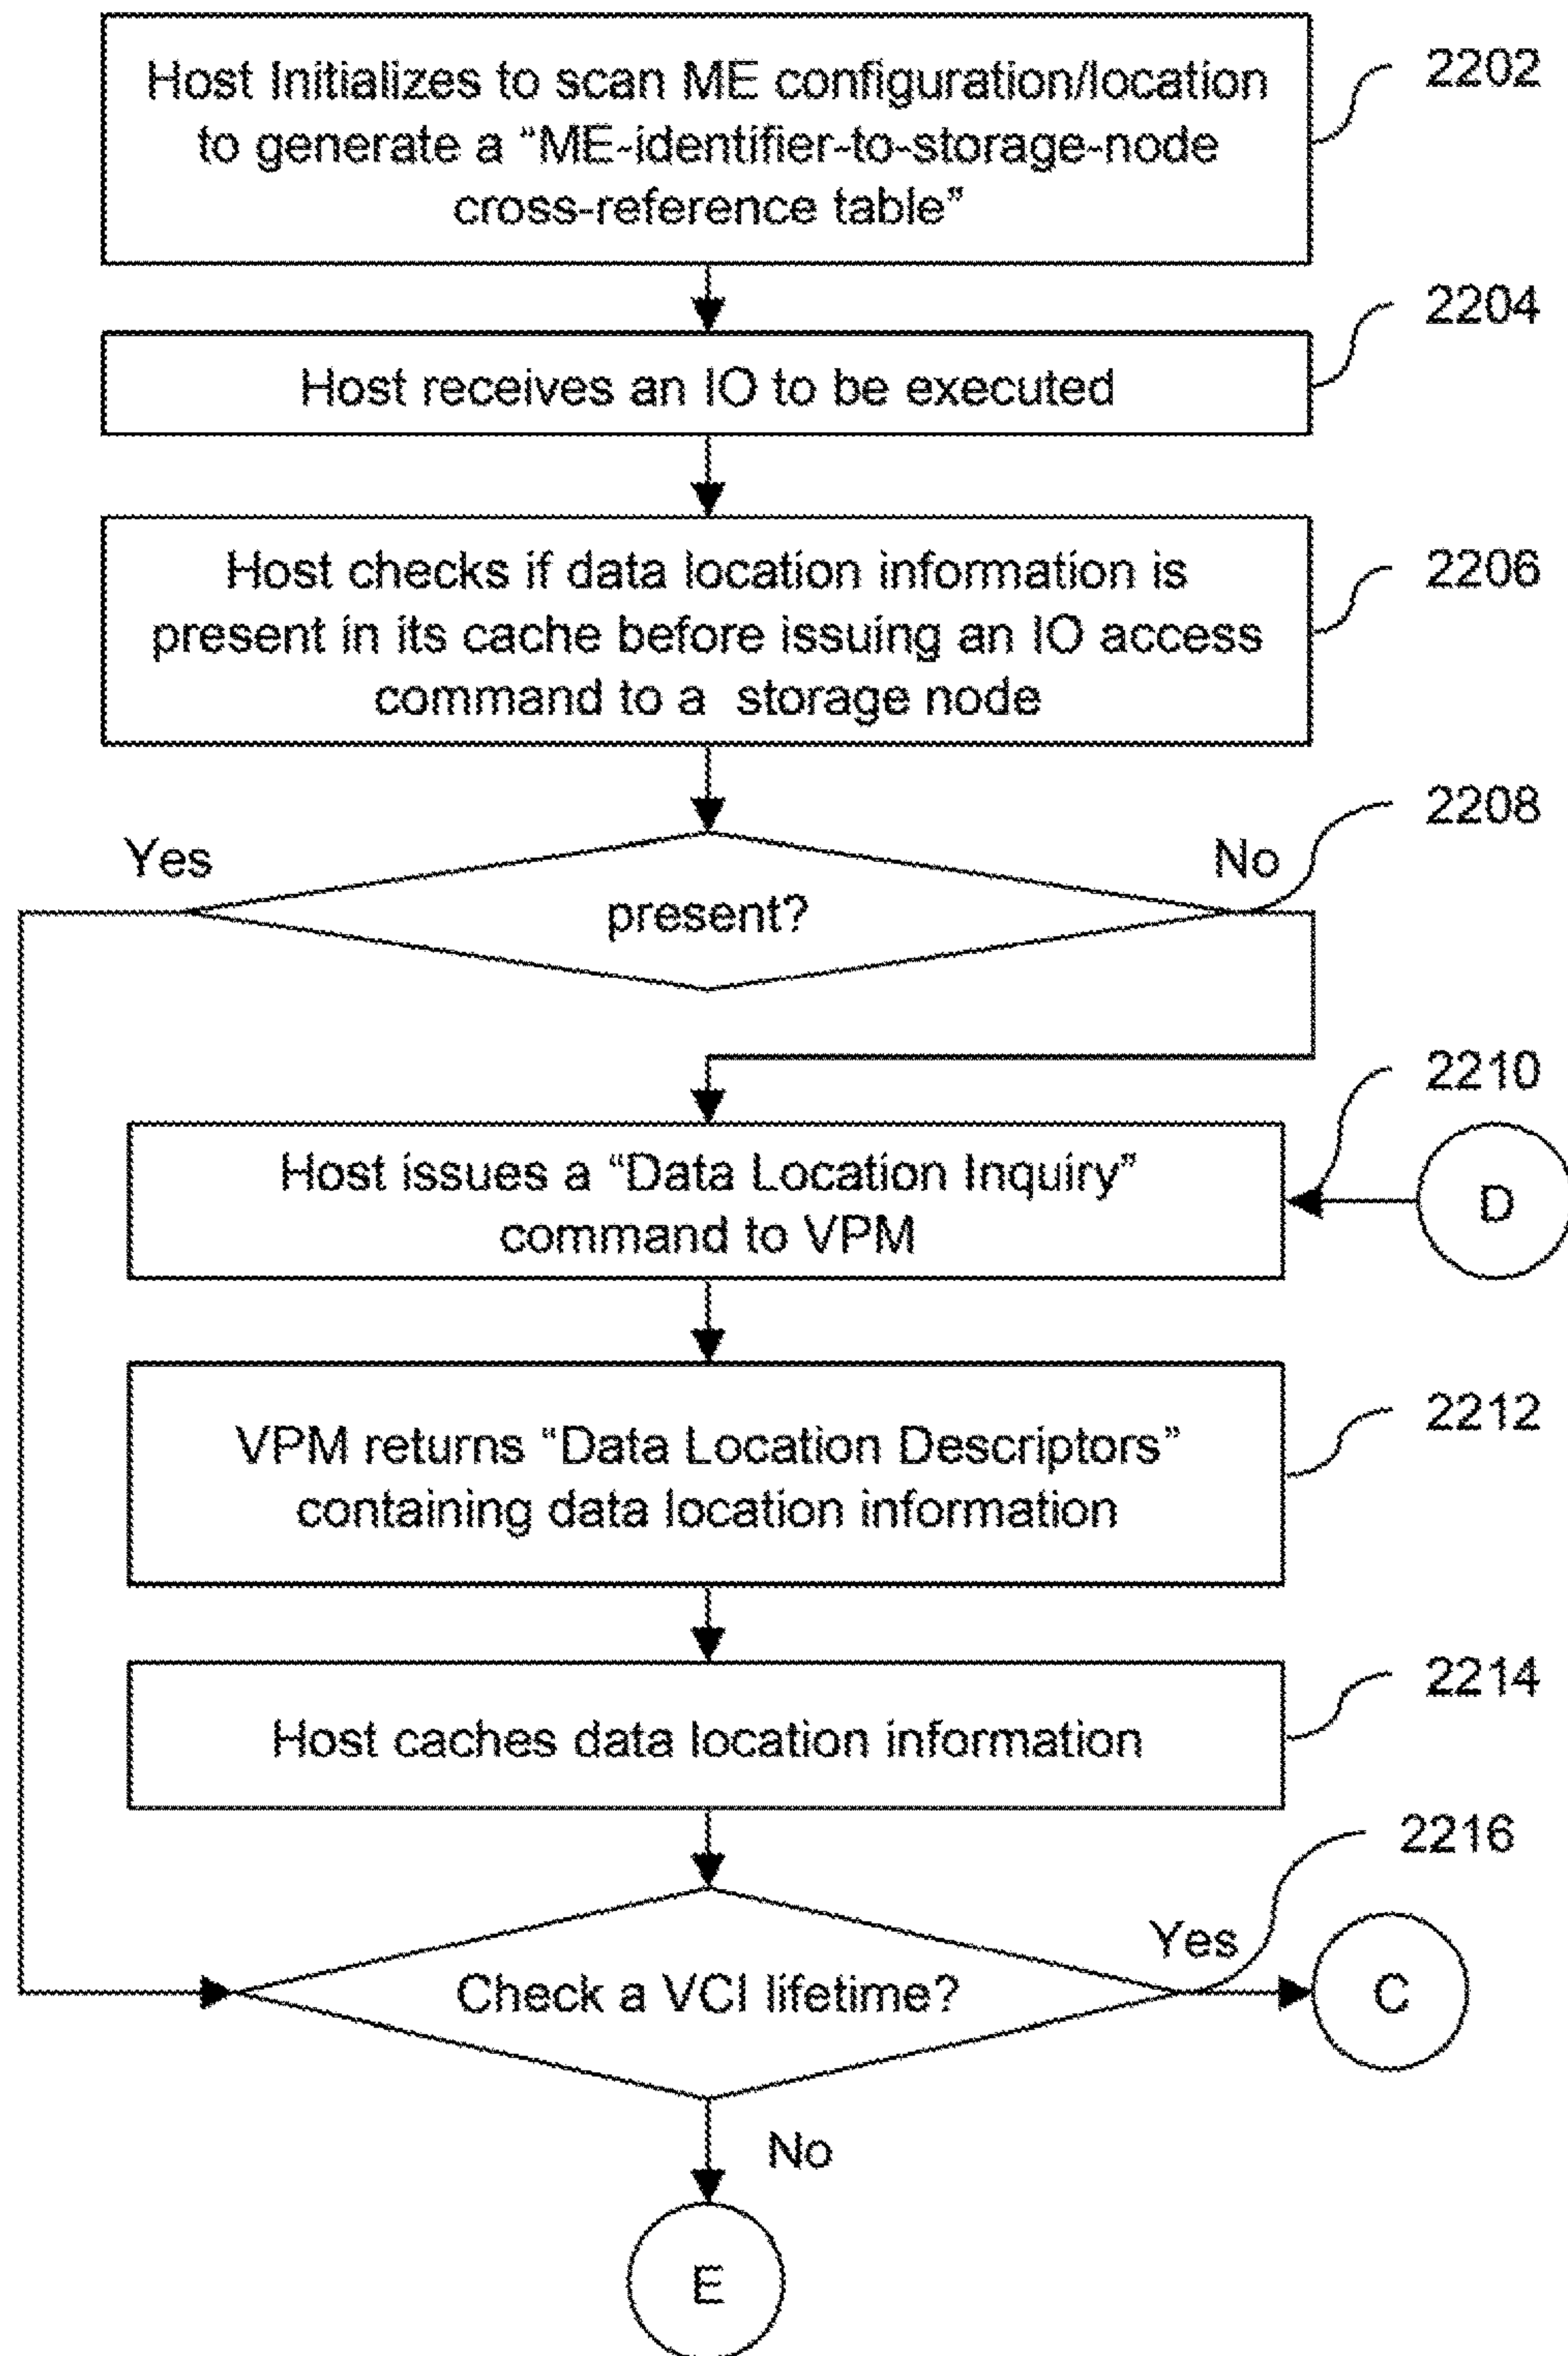 Host Initializes to scan ME configuration/location
to generate a “ME-identifier-to-storage-node
cross-reference table”
2202
Host receives an IO to be executed
2204
Host checks if data location information is
present in its cache before issuing an IO access
command to a storage node
2206
2208
Yes
No
present?
2210
Host issues a “Data Location Inquiry”
command to VPM
D
VPM returns “Data Location Descriptors”
containing data location information
2212
Host caches data location information
2214
2216
Check a VCI lifetime?
Yes
C
No
E